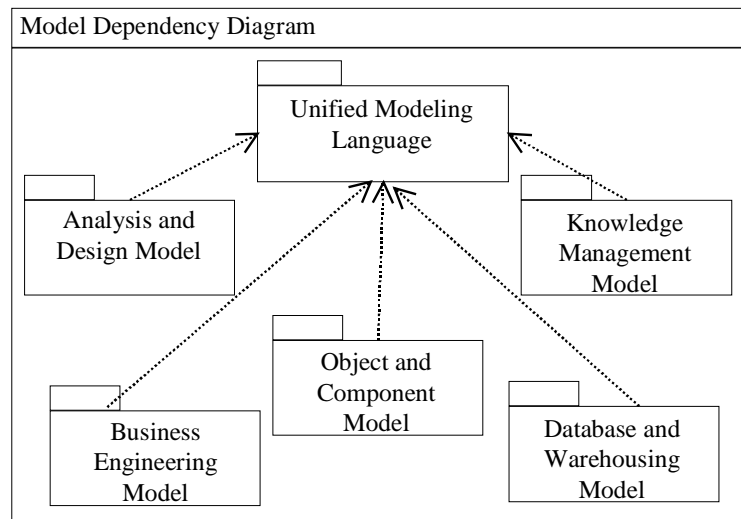 Model Dependency Diagram
Unified Modeling
Language
Analysis and
Design Model
Knowledge
Management
Model
Object and
Component
Model
Business
Engineering
Model
Database and
Warehousing
Model